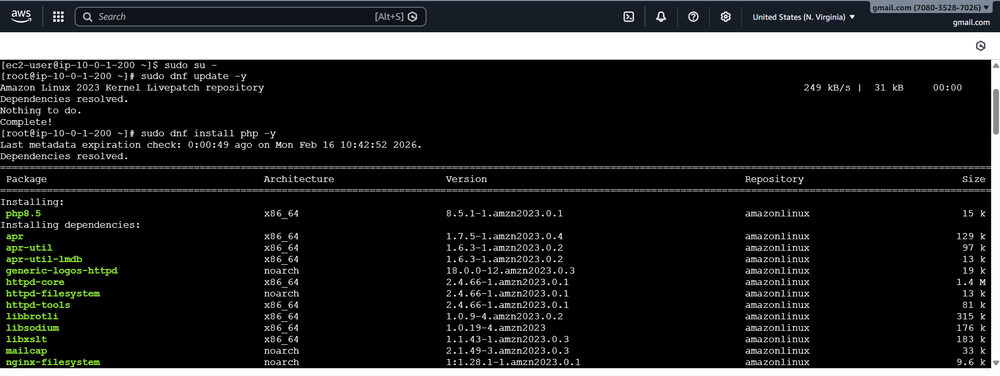 aws
Search [Alt+S]
United States (N. Virginia)
gmail.com (7080-3528-7026)
gmail.com
[ec2-user@ip-10-0-1-200 ~]$ sudo su -
[root@ip-10-0-1-200 ~]# sudo dnf update -y
Amazon Linux 2023 Kernel Livepatch repository 249 kB/s | 31 kB 00:00
Dependencies resolved.
Nothing to do.
Complete!
[root@ip-10-0-1-200 ~]# sudo dnf install php -y
Last metadata expiration check: 0:00:49 ago on Mon Feb 16 10:42:52 2026.
Dependencies resolved.
Package Architecture Version Repository Size
Installing:
php8.5 x86_64 8.5.1-1.amzn2023.0.1 amazonlinux 15 k
Installing dependencies:
apr x86_64 1.7.5-1.amzn2023.0.4 amazonlinux 129 k
apr-util x86_64 1.6.3-1.amzn2023.0.2 amazonlinux 97 k
apr-util-lmdb x86_64 1.6.3-1.amzn2023.0.2 amazonlinux 13 k
generic-logos-httpd noarch 18.0.0-12.amzn2023.0.3 amazonlinux 19 k
httpd-core x86_64 2.4.66-1.amzn2023.0.1 amazonlinux 1.4 M
httpd-filesystem noarch 2.4.66-1.amzn2023.0.1 amazonlinux 13 k
httpd-tools x86_64 2.4.66-1.amzn2023.0.1 amazonlinux 81 k
libbrotli x86_64 1.0.9-4.amzn2023.0.2 amazonlinux 315 k
libsodium x86_64 1.0.19-4.amzn2023 amazonlinux 176 k
libxslt x86_64 1.1.43-1.amzn2023.0.3 amazonlinux 183 k
mailcap noarch 2.1.49-3.amzn2023.0.3 amazonlinux 33 k
nginx-filesystem noarch 1:1.28.1-1.amzn2023.0.1 amazonlinux 9.6 k